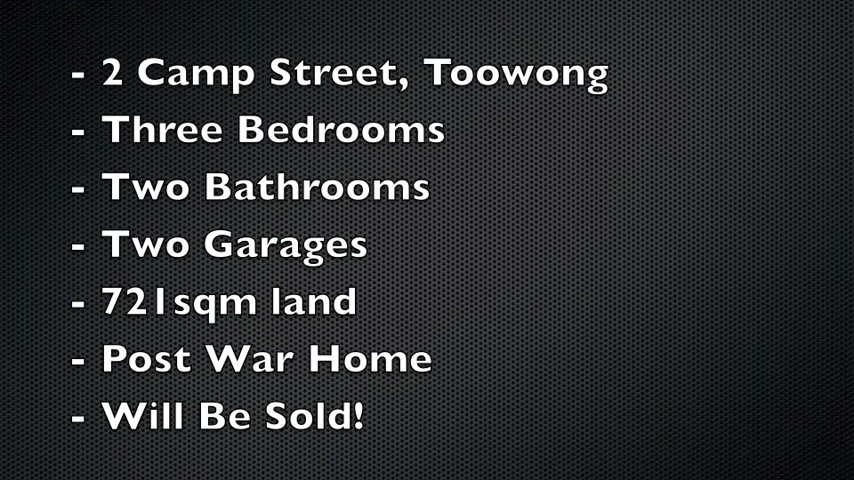 - 2 Camp Street, Toowong
- Three Bedrooms
- Two Bathrooms
- Two Garages
- 721sqm land
- Post War Home
- Will Be Sold!